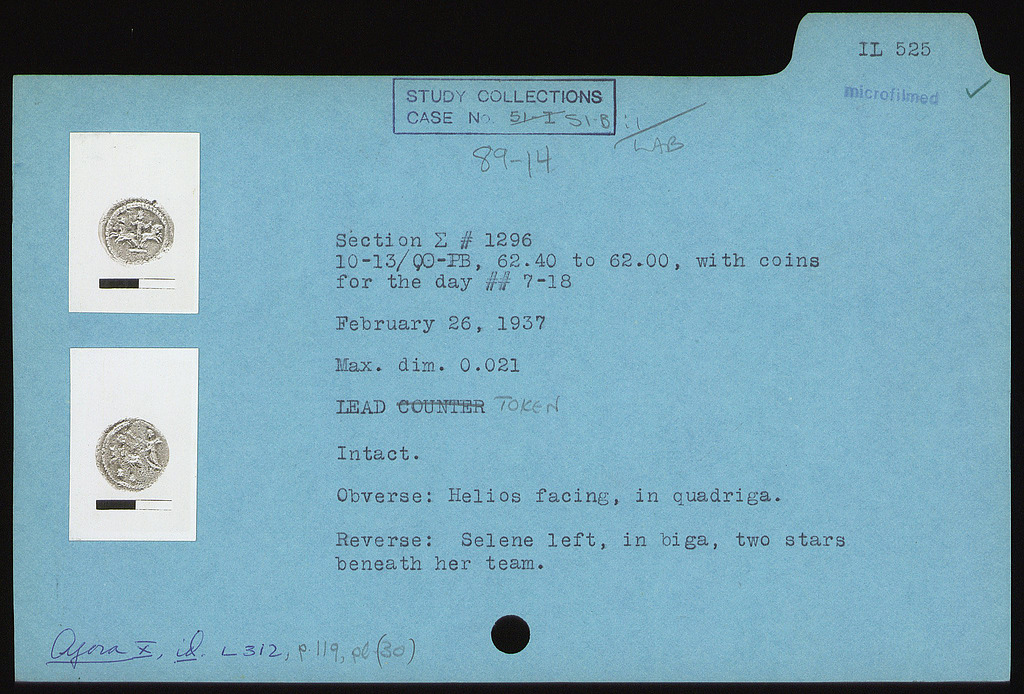 IL 525
microfilmed
STUDY COLLECTIONS
CASE No. 51-I 51-B :1
LAB
89-14
Section Σ # 1296
10-13/90-PB, 62.40 to 62.00, with coins
for the day ## 7-18
February 26, 1937
Max. dim. 0.021
LEAD COUNTER TOKEN
Intact.
Obverse: Helios facing, in quadriga.
Reverse: Selene left, in biga, two stars
beneath her team.
Agora X, id. L312, p. 119, pl (30)